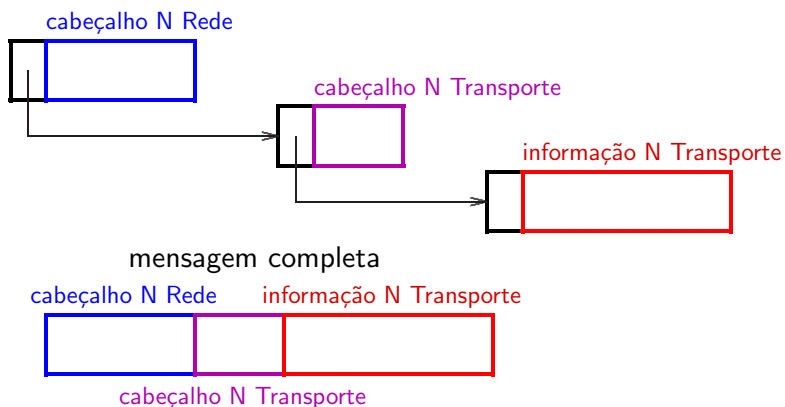 cabeçalho N Rede
cabeçalho N Transporte
informação N Transporte
mensagem completa
cabeçalho N Rede
informação N Transporte
cabeçalho N Transporte